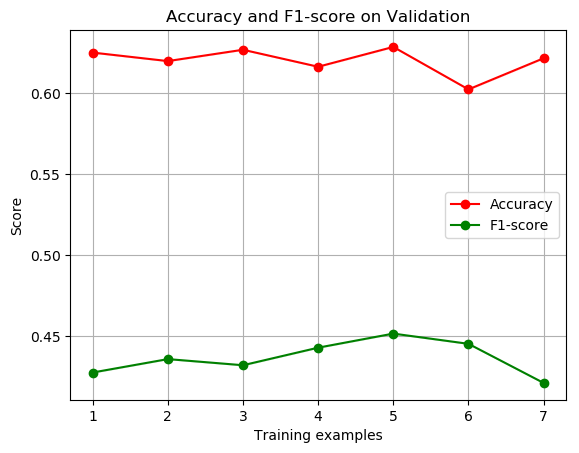 Accuracy and F1-score on Validation
Score
0.60
0.55
0.50
0.45
Accuracy
F1-score
1 2 3 4 5 6 7
Training examples